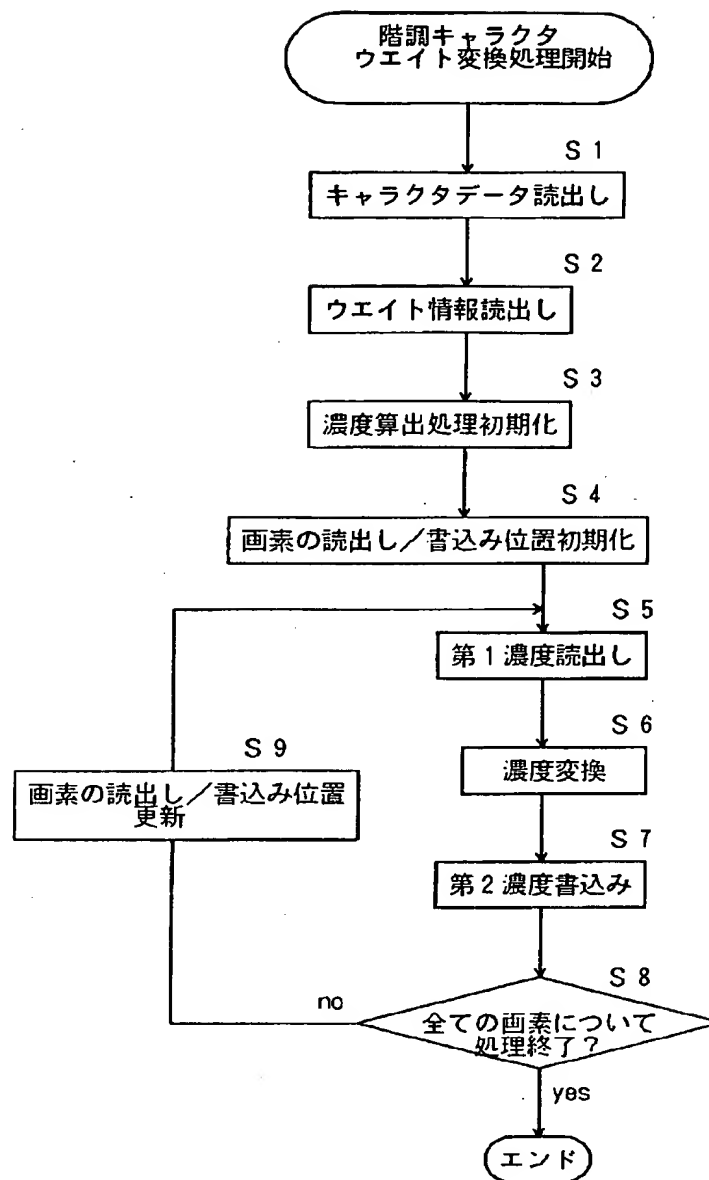 階調キャラクタ
ウエイト変換処理開始
S 1
キャラクタデータ読出し
S 2
ウエイト情報読出し
S 3
濃度算出処理初期化
S 4
画素の読出し／書込み位置初期化
S 5
第1濃度読出し
S 6
濃度変換
S 9
画素の読出し／書込み位置
更新
S 7
第2濃度書込み
S 8
no
全ての画素について
処理終了？
yes
エンド